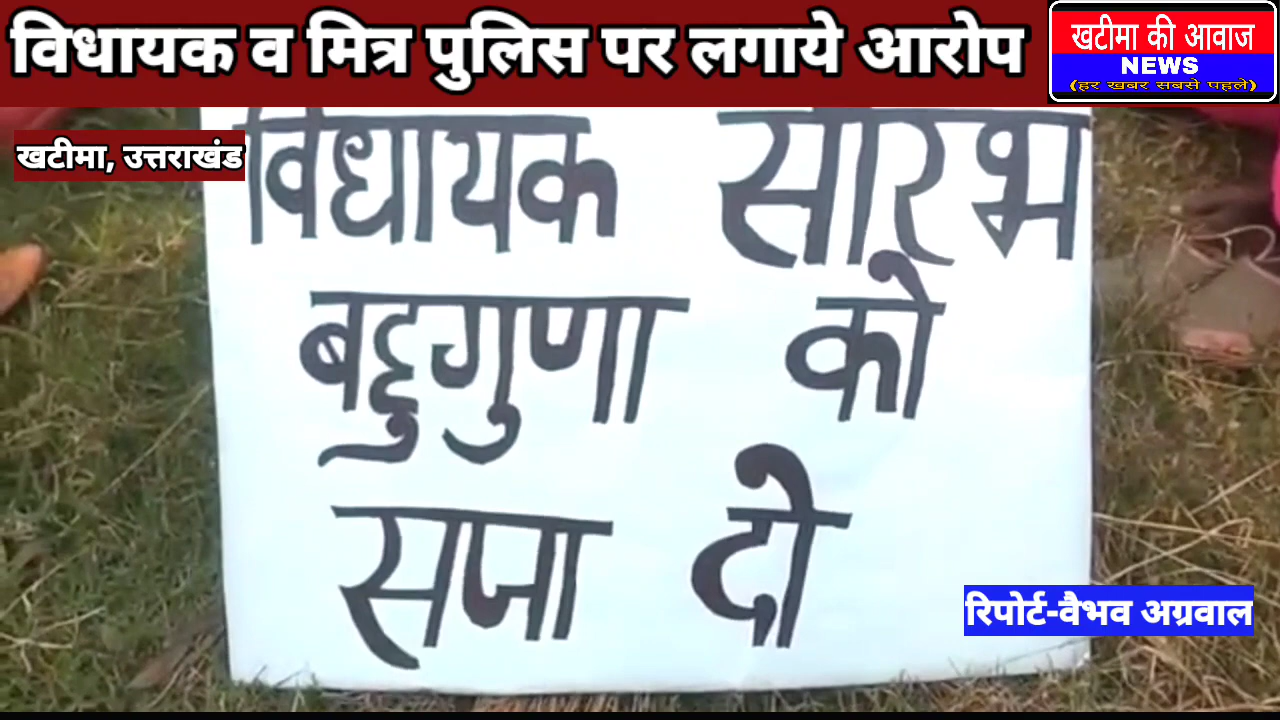 विधायक व मित्र पुलिस पर लगाये आरोप
खटीमा की आवाज
NEWS
(हर खबर सबसे पहले)
खटीमा, उत्तराखंड
विधायक सौरभ
बहुगुणा को
सजा दो
रिपोर्ट-वैभव अग्रवाल